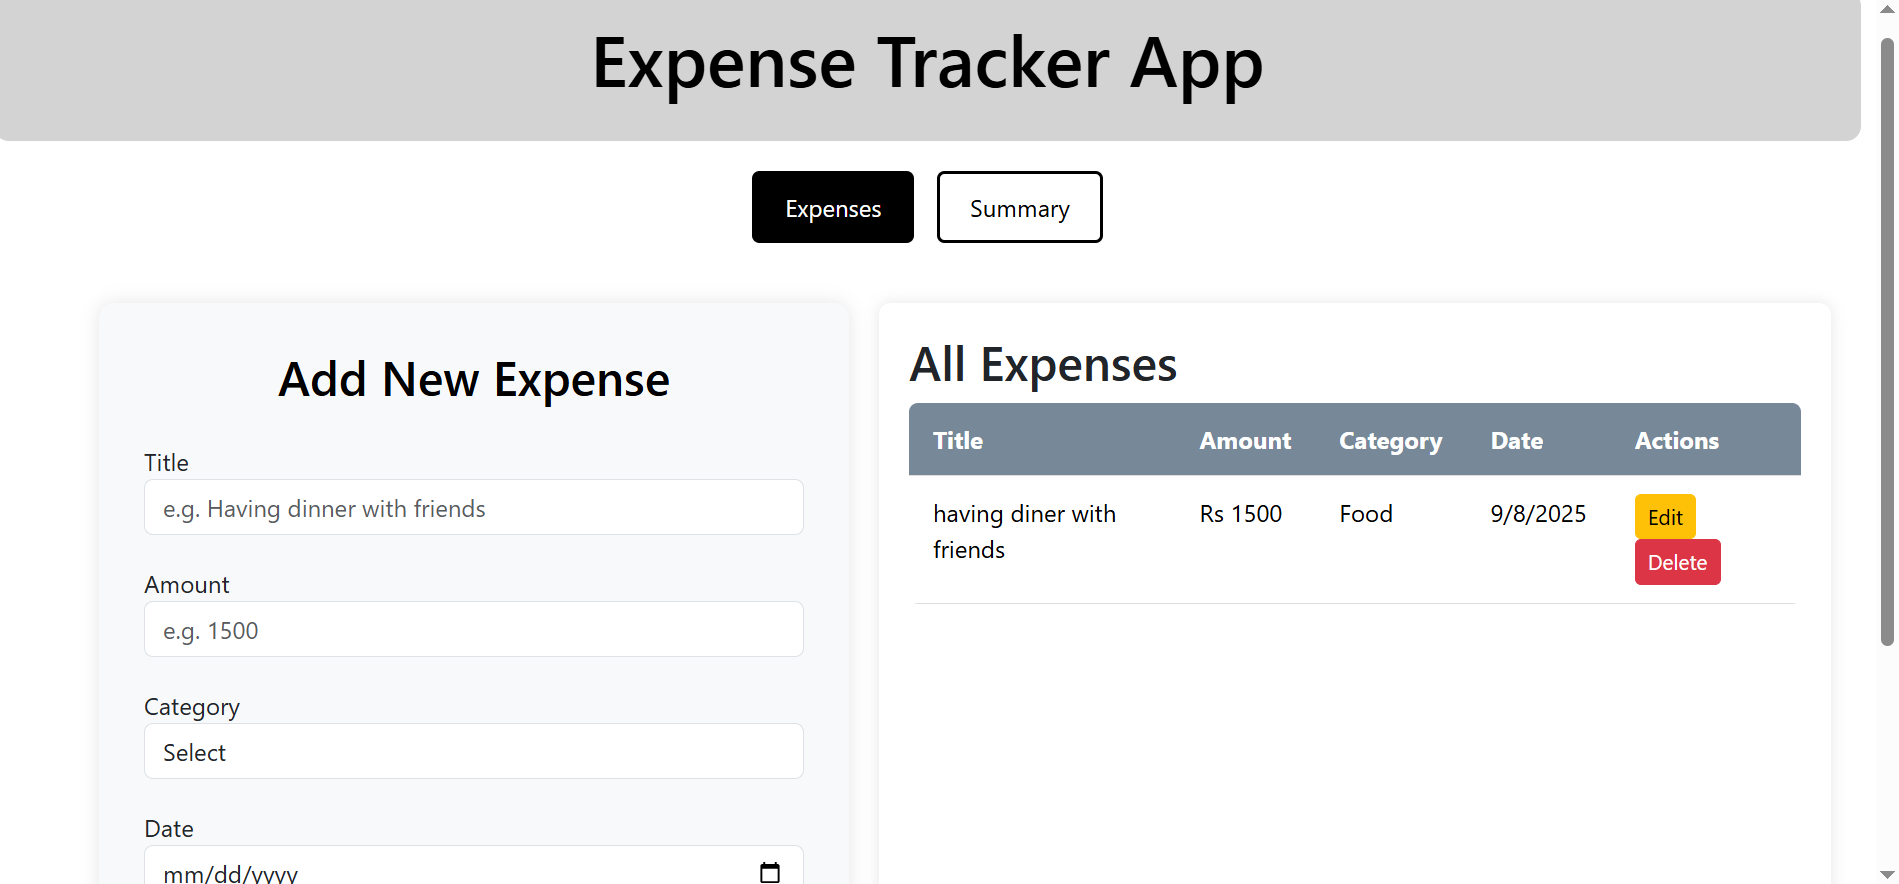 Expense Tracker App
Expenses
Summary
Add New Expense
Title
e.g. Having dinner with friends
Amount
e.g. 1500
Category
Select
Date
mm/dd/yyyy
All Expenses
Title Amount Category Date Actions
having diner with Rs 1500 Food 9/8/2025 Edit
friends
Delete